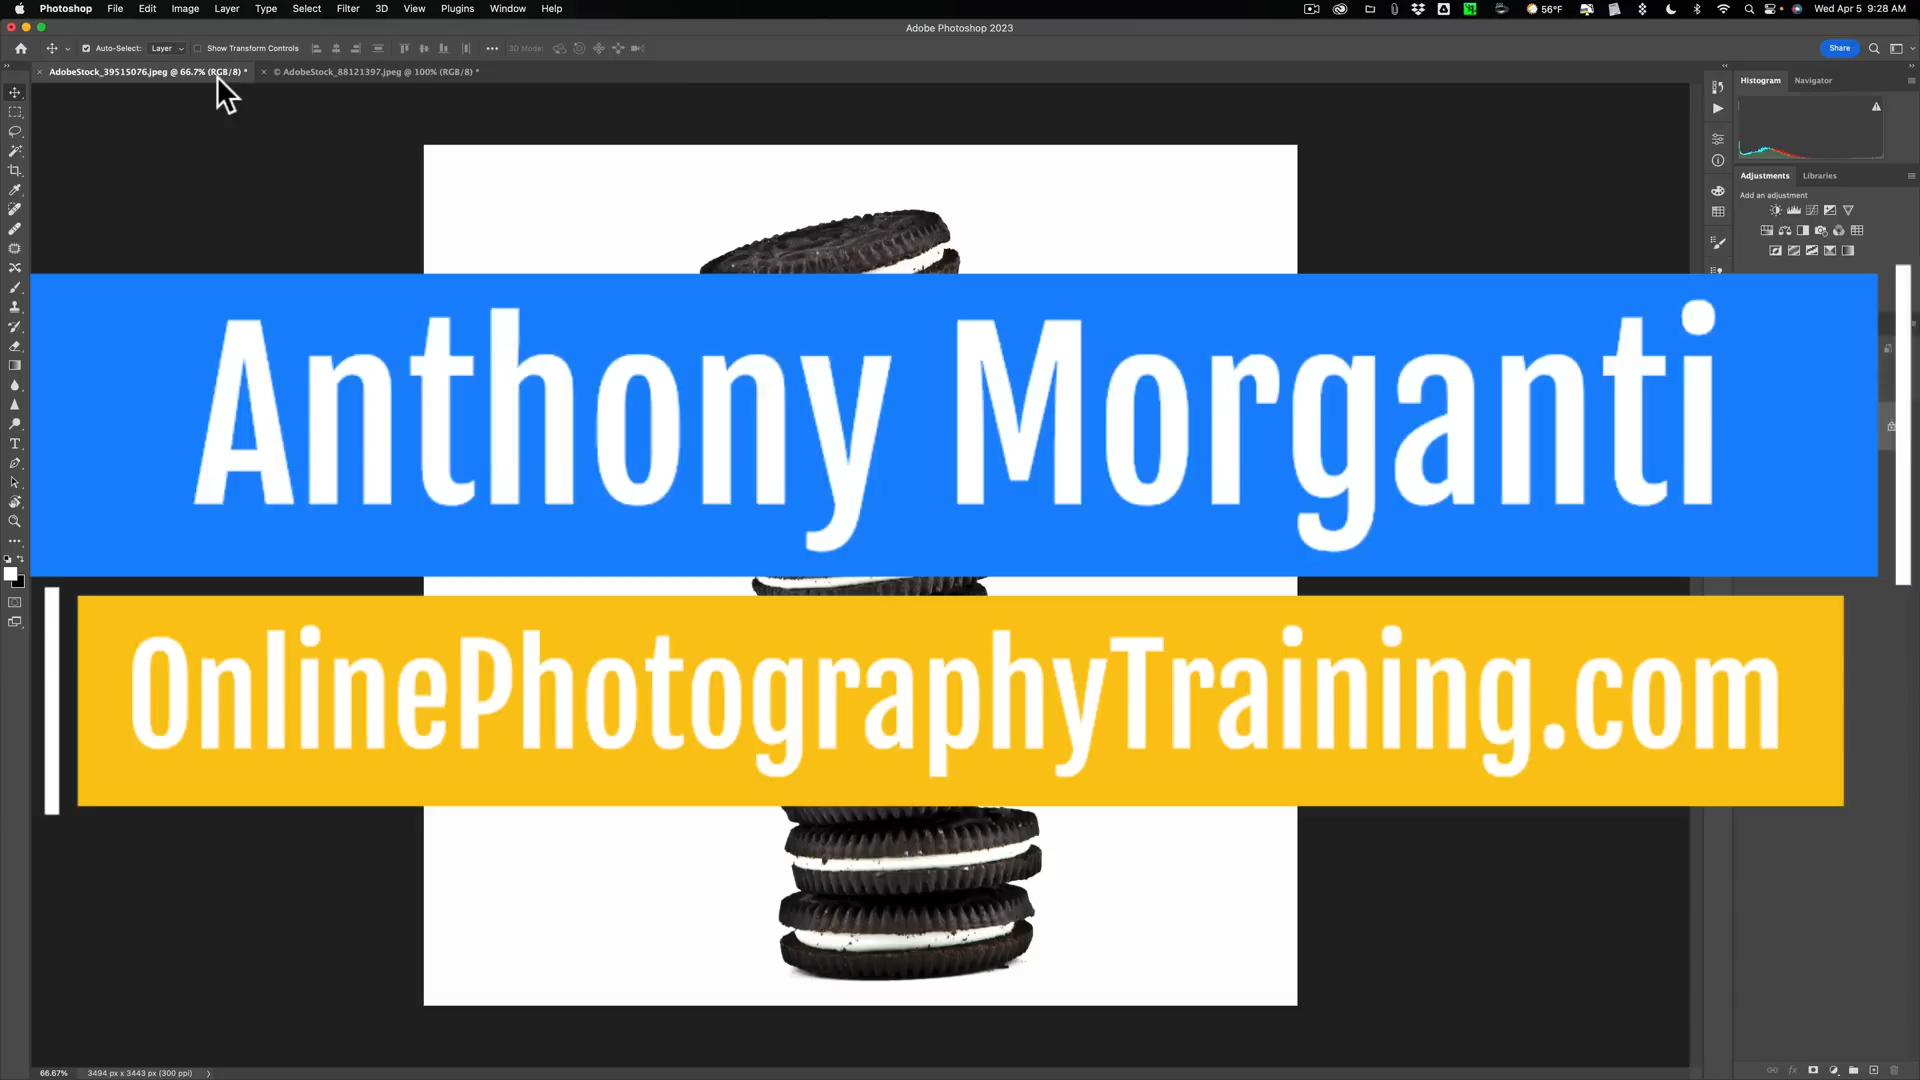 Photoshop File Edit Image Layer Type Select Filter 3D View Plugins Window Help 56°F Wed Apr 5 9:28 AM
Adobe Photoshop 2023
Auto-Select: Layer Show Transform Controls 3D Mode: Share
AdobeStock_39515076.jpeg @ 66.7% (RGB/8) * © AdobeStock_88121397.jpeg @ 100% (RGB/8) *
Histogram Navigator
Adjustments Libraries
Add an adjustment
Anthony Morganti
OnlinePhotographyTraining.com
66.67% 3494 px x 3443 px (300 ppi)